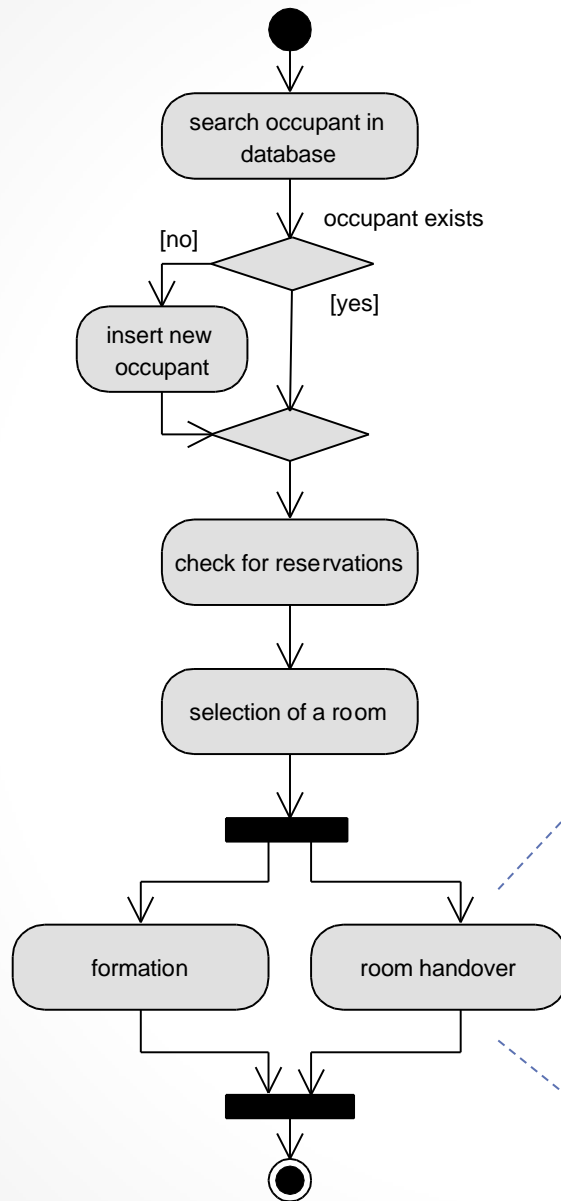 search occupant in
database
occupant exists
[no]
[yes]
insert new
occupant
check for reservations
selection of a room
formation
room handover